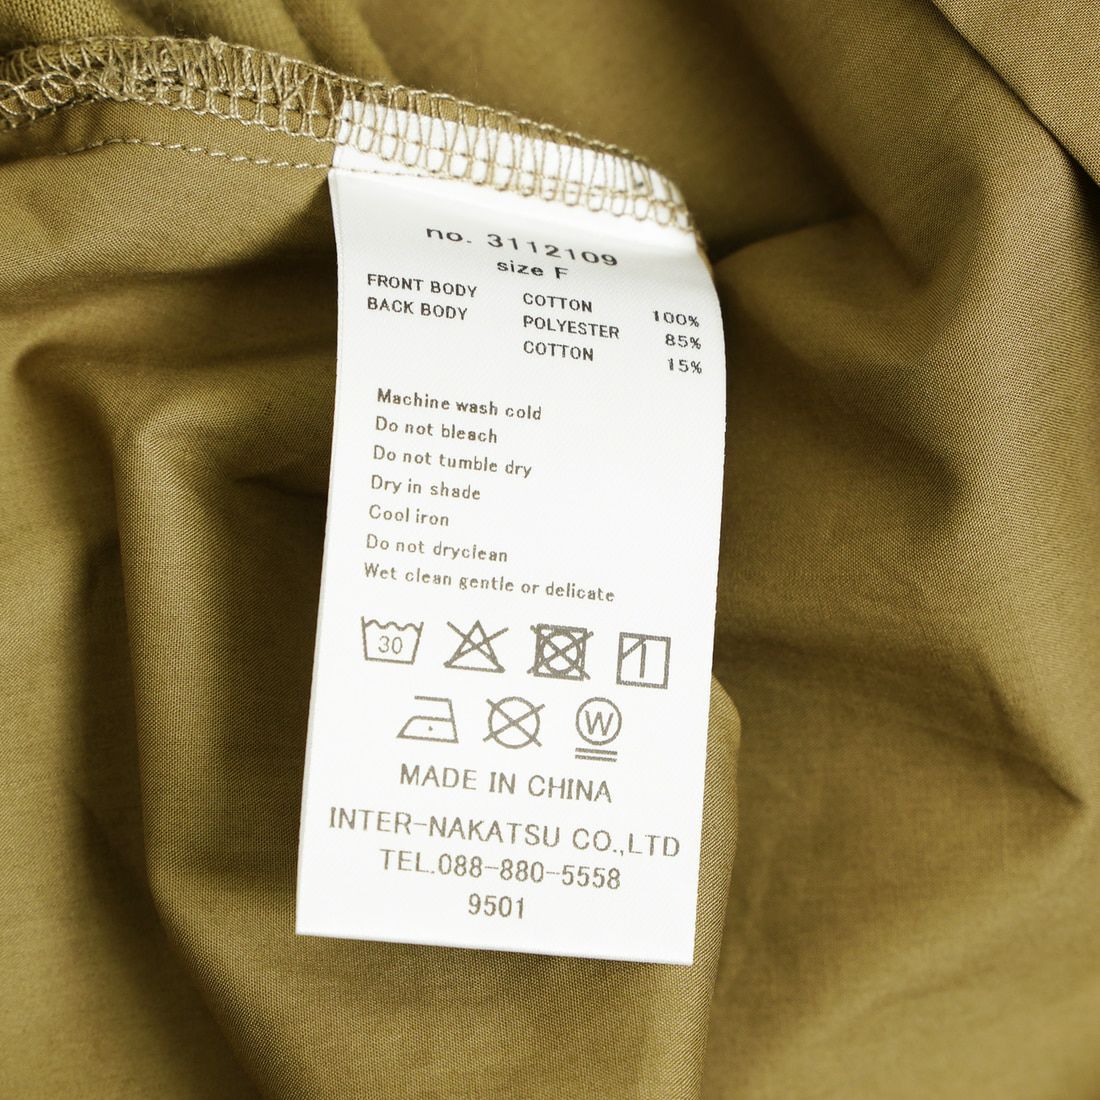 no. 3112109
size F
FRONT BODY COTTON 100%
BACK BODY POLYESTER 85%
COTTON 15%
Machine wash cold
Do not bleach
Do not tumble dry
Dry in shade
Cool iron
Do not dryclean
Wet clean gentle or delicate
30
W
MADE IN CHINA
INTER-NAKATSU CO.,LTD
TEL.088-880-5558
9501